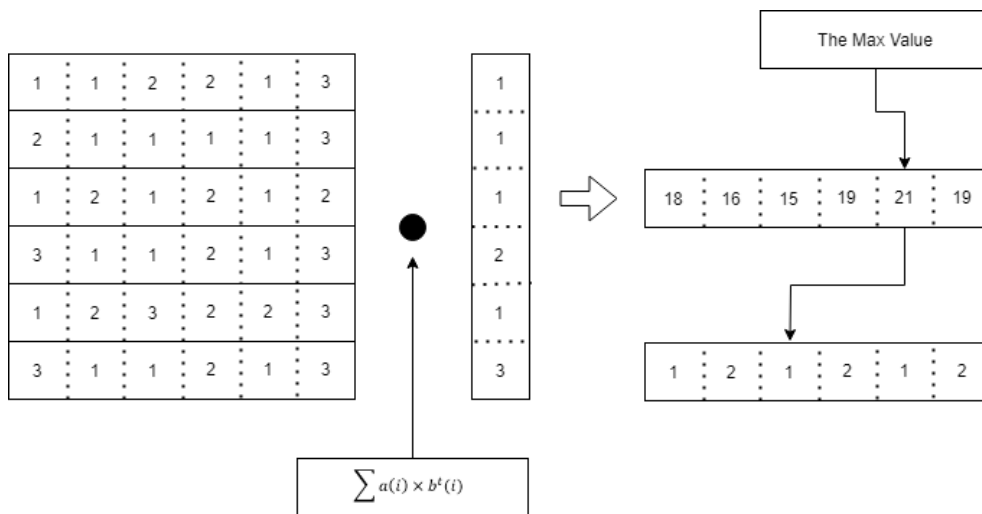 The Max Value
1 1 2 2 1 3
2 1 1 1 1 3
1 2 1 2 1 2
3 1 1 2 1 3
1 2 3 2 2 3
3 1 1 2 1 3
1
1
1
2
1
3
18 16 15 19 21 19
1 2 1 2 1 2
∑ a(i) × bᵗ(i)